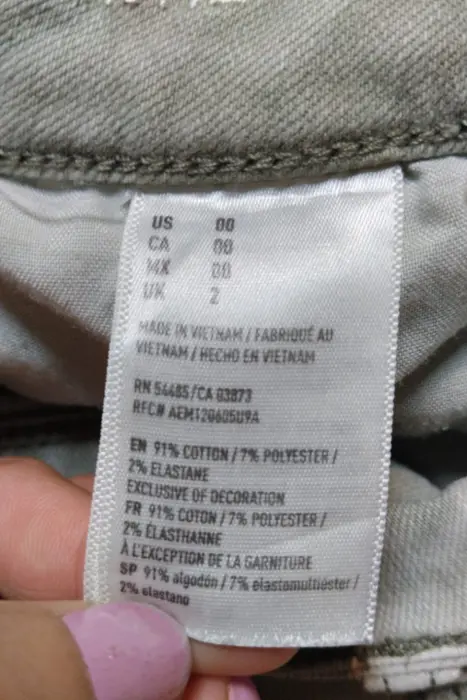 US 00
CA 00
MX 00
UK 2
MADE IN VIETNAM / FABRIQUÉ AU
VIETNAM / HECHO EN VIETNAM
RN 54485/CA 03873
RFC# AEM120605U9A
EN 91% COTTON / 7% POLYESTER /
2% ELASTANE
EXCLUSIVE OF DECORATION
FR 91% COTON / 7% POLYESTER /
2% ÉLASTHANNE
À L'EXCEPTION DE LA GARNITURE
SP 91% algodón / 7% elastomultiéster /
2% elastano